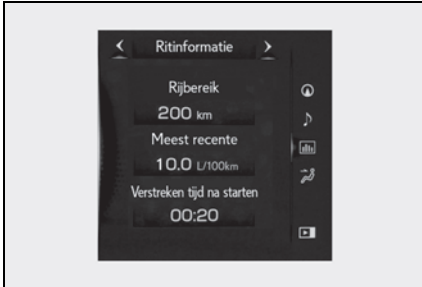 Ritinformatie
Rijbereik
200 km
Meest recente
10.0 L/100km
Verstreken tijd na starten
00:20